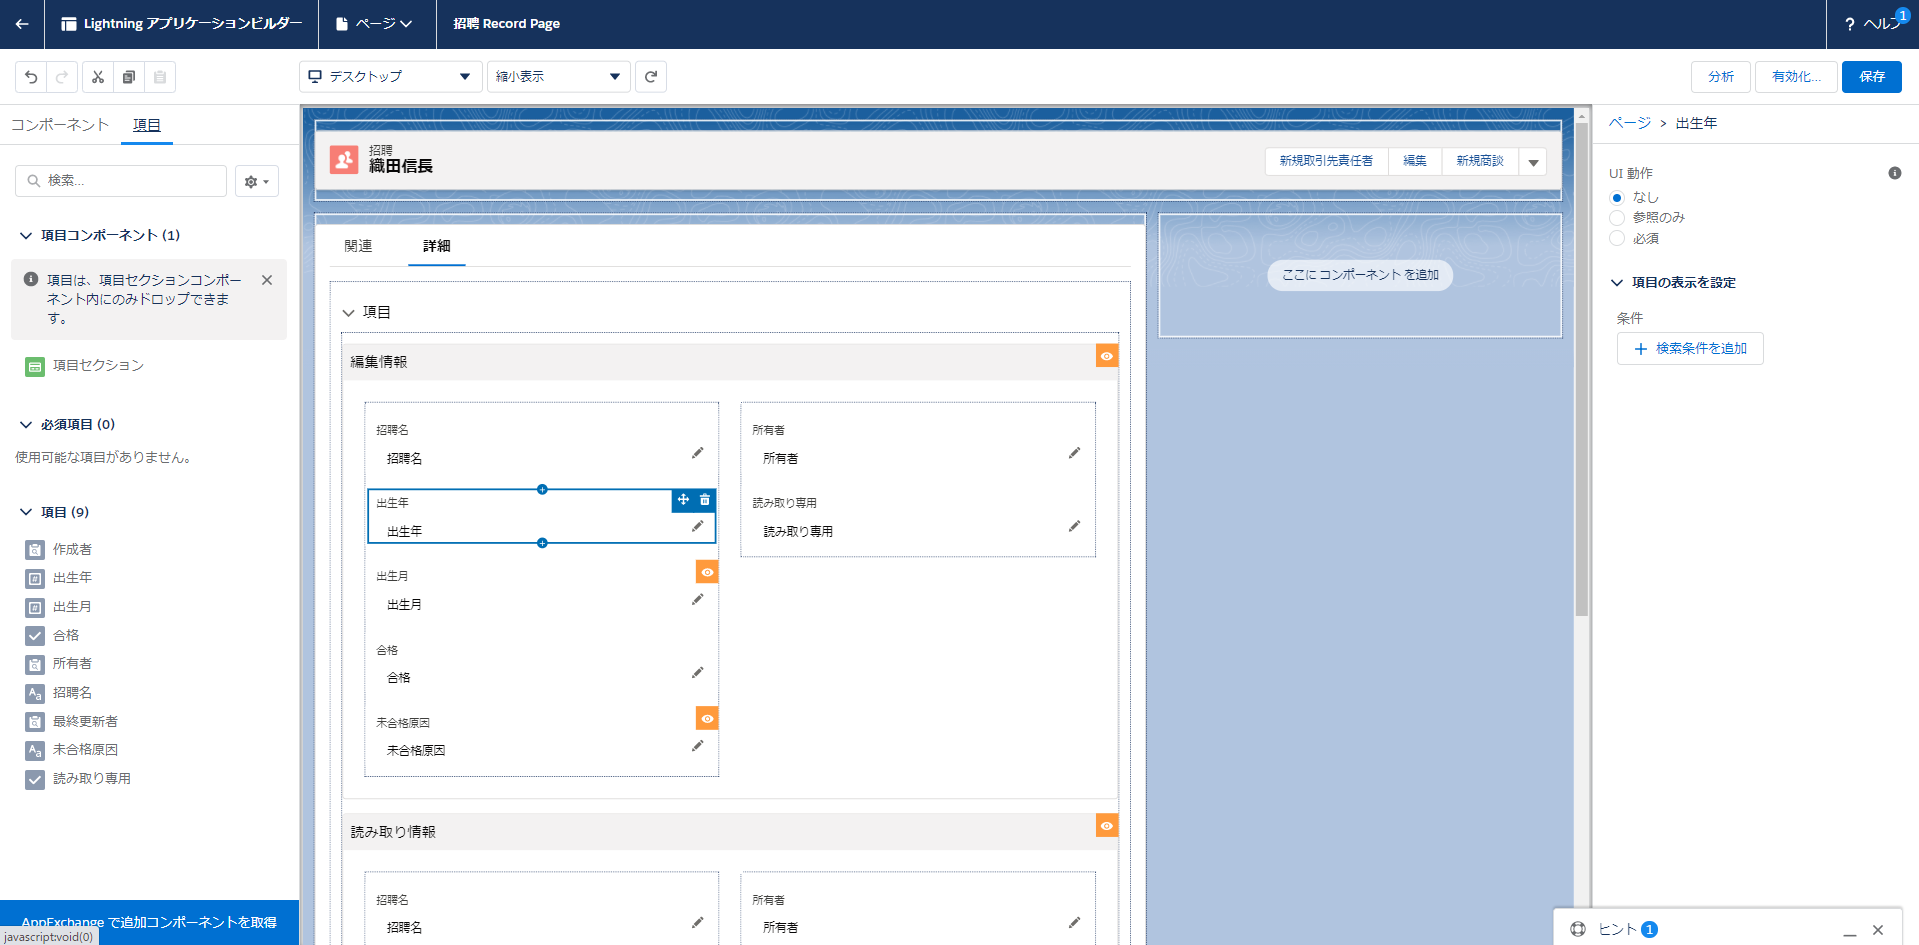 Lightning アプリケーションビルダー
ページ
招聘 Record Page
? ヘルプ
1
デスクトップ
縮小表示
分析
有効化...
保存
コンポーネント
項目
検索...
項目コンポーネント (1)
項目は、項目セクションコンポー
ネント内にのみドロップできま
す。
項目セクション
必須項目 (0)
使用可能な項目がありません。
項目 (9)
作成者
出生年
出生月
合格
所有者
招聘名
最終更新者
未合格原因
読み取り専用
AppExchange で追加コンポーネントを取得
javascript:void(0)
招聘
織田信長
新規取引先責任者
編集
新規商談
関連
詳細
項目
編集情報
招聘名
招聘名
所有者
所有者
出生年
出生年
読み取り専用
読み取り専用
出生月
出生月
合格
合格
未合格原因
未合格原因
読み取り情報
招聘名
招聘名
所有者
所有者
ここに コンポーネント を追加
ページ > 出生年
UI 動作
なし
参照のみ
必須
項目の表示を設定
条件
+ 検索条件を追加
ヒント 1